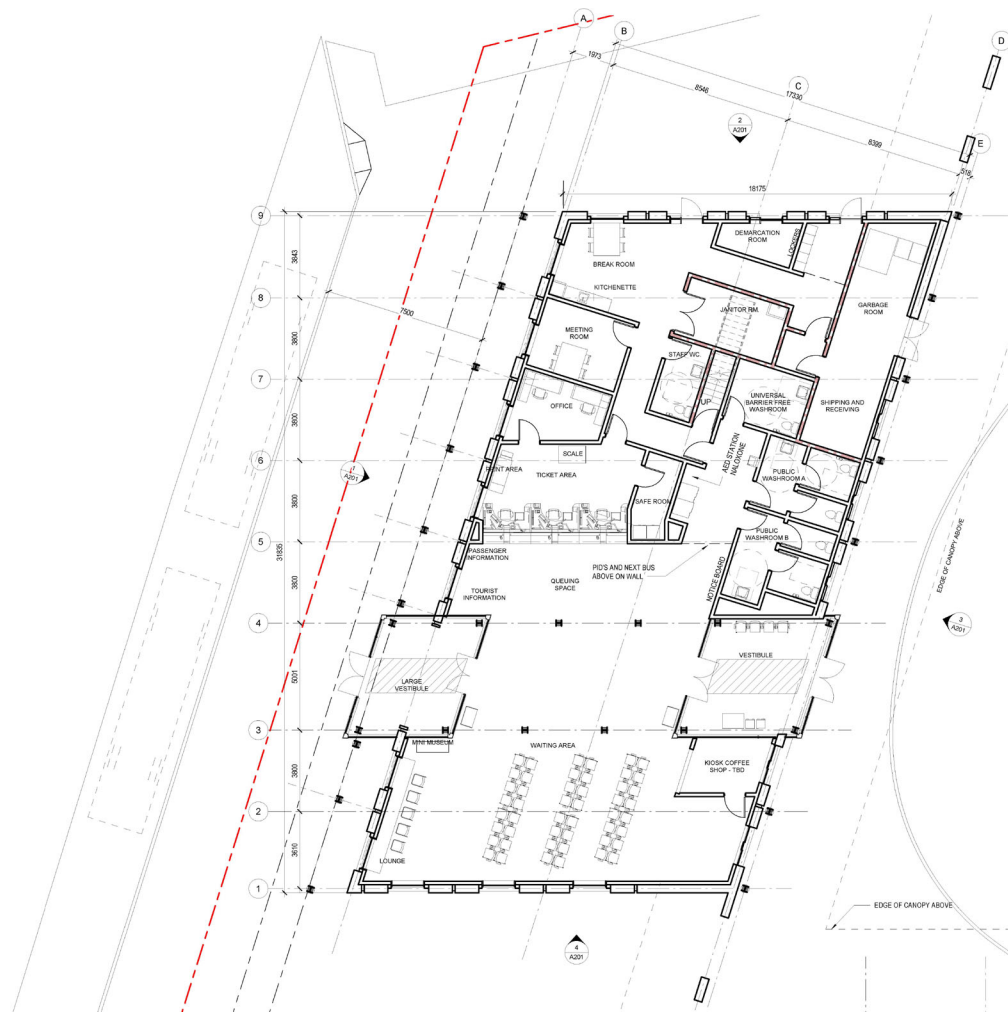 A
B
D
1973
C
17330
8546
2
A201
8399
E
518
18175
9
DEMARCATION
ROOM
LOCKERS
3643
BREAK ROOM
KITCHENETTE
8
7500
JANITOR RM.
GARBAGE
ROOM
3800
MEETING
ROOM
STAFF WC
7
UP
UNIVERSAL
BARRIER FREE
WASHROOM
SHIPPING AND
RECEIVING
3800
OFFICE
SCALE
AED STATION
NALOXONE
6
1
A201
PRINT AREA
TICKET AREA
PUBLIC
WASHROOM A
3800
SAFE ROOM
PUBLIC
WASHROOM B
5
31835
PASSENGER
INFORMATION
PID'S AND NEXT BUS
ABOVE ON WALL
EDGE OF CANOPY ABOVE
3800
TOURIST
INFORMATION
QUEUING
SPACE
NOTICE BOARD
4
3
A201
VESTIBULE
5001
LARGE
VESTIBULE
3
MINI MUSEUM
WAITING AREA
KIOSK COFFEE
SHOP - TBD
3800
2
3610
LOUNGE
1
EDGE OF CANOPY ABOVE
4
A201